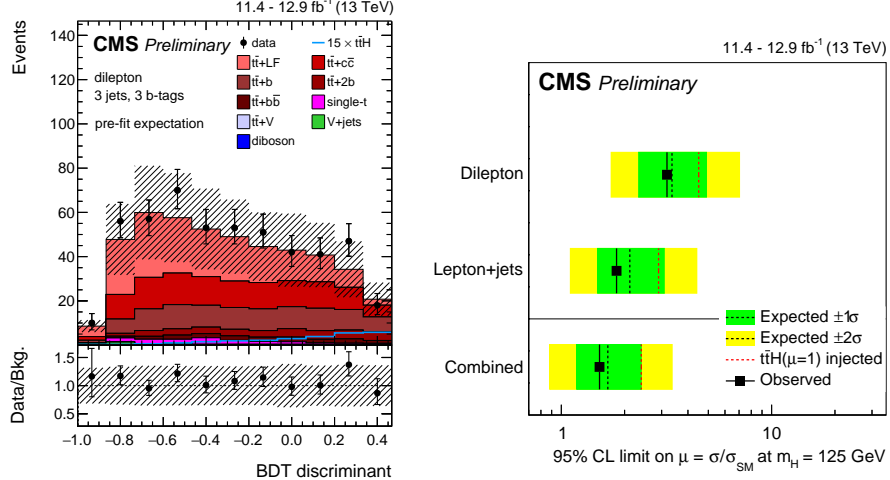 11.4 - 12.9 fb⁻¹ (13 TeV)
Events
CMS Preliminary
dilepton
3 jets, 3 b-tags
pre-fit expectation
data
15 × tt̄H
tt̄+LF
tt̄+cc̄
tt̄+b
tt̄+2b
tt̄+bb̄
single-t
tt̄+V
V+jets
diboson
140
120
100
80
60
40
20
Data/Bkg.
1.5
1.0
0.5
−1.0 −0.8 −0.6 −0.4 −0.2 0.0 0.2 0.4
BDT discriminant
11.4 - 12.9 fb⁻¹ (13 TeV)
CMS Preliminary
Dilepton
Lepton+jets
Combined
Expected ±1σ
Expected ±2σ
tt̄H(μ=1) injected
Observed
1 10
95% CL limit on μ = σ/σ_SM at m_H = 125 GeV